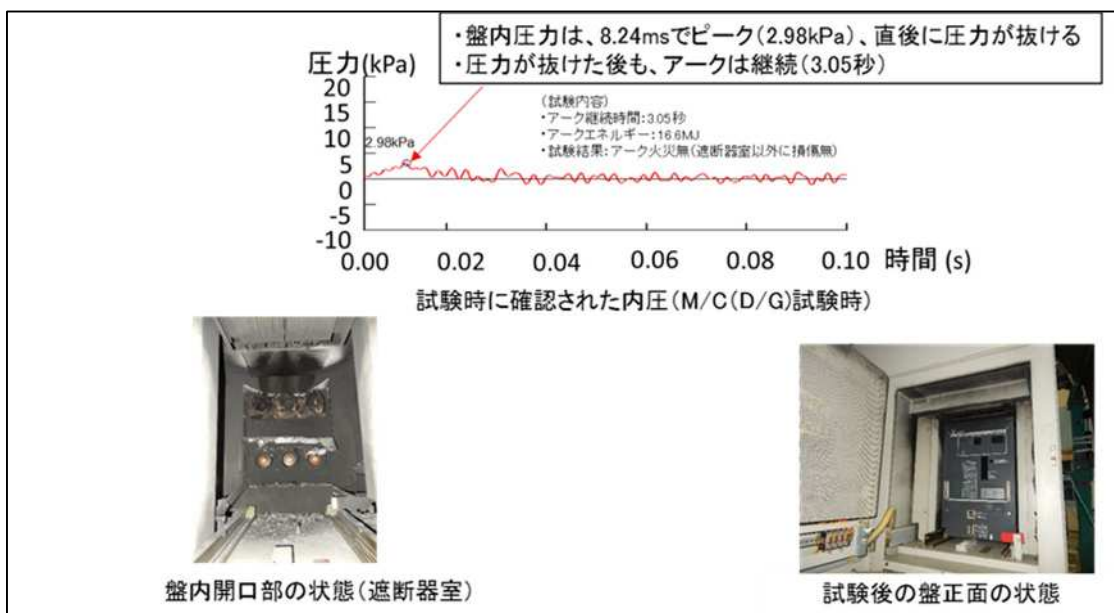 ・盤内圧力は、8.24msでピーク(2.98kPa)、直後に圧力が抜ける
・圧力が抜けた後も、アークは継続(3.05秒)
圧力(kPa)
20
15
10
5
0
-5
-10
2.98kPa
(試験内容)
・アーク継続時間:3.05秒
・アークエネルギー:16.6MJ
・試験結果:アーク火災無(遮断器室以外に損傷無)
0.00 0.02 0.04 0.06 0.08 0.10 時間 (s)
試験時に確認された内圧(M/C(D/G)試験時)
盤内開口部の状態(遮断器室)
試験後の盤正面の状態